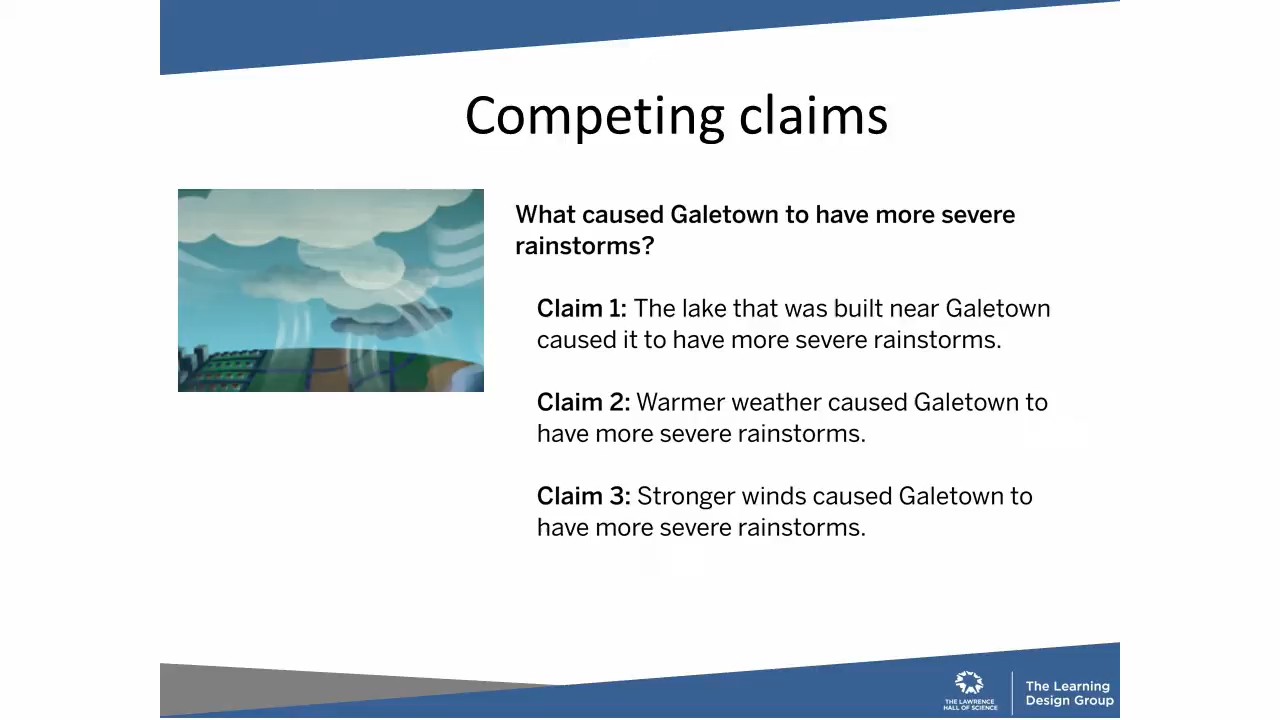 Competing claims
What caused Galetown to have more severe
rainstorms?
Claim 1: The lake that was built near Galetown
caused it to have more severe rainstorms.
Claim 2: Warmer weather caused Galetown to
have more severe rainstorms.
Claim 3: Stronger winds caused Galetown to
have more severe rainstorms.
THE LAWRENCE
HALL OF SCIENCE
The Learning
Design Group